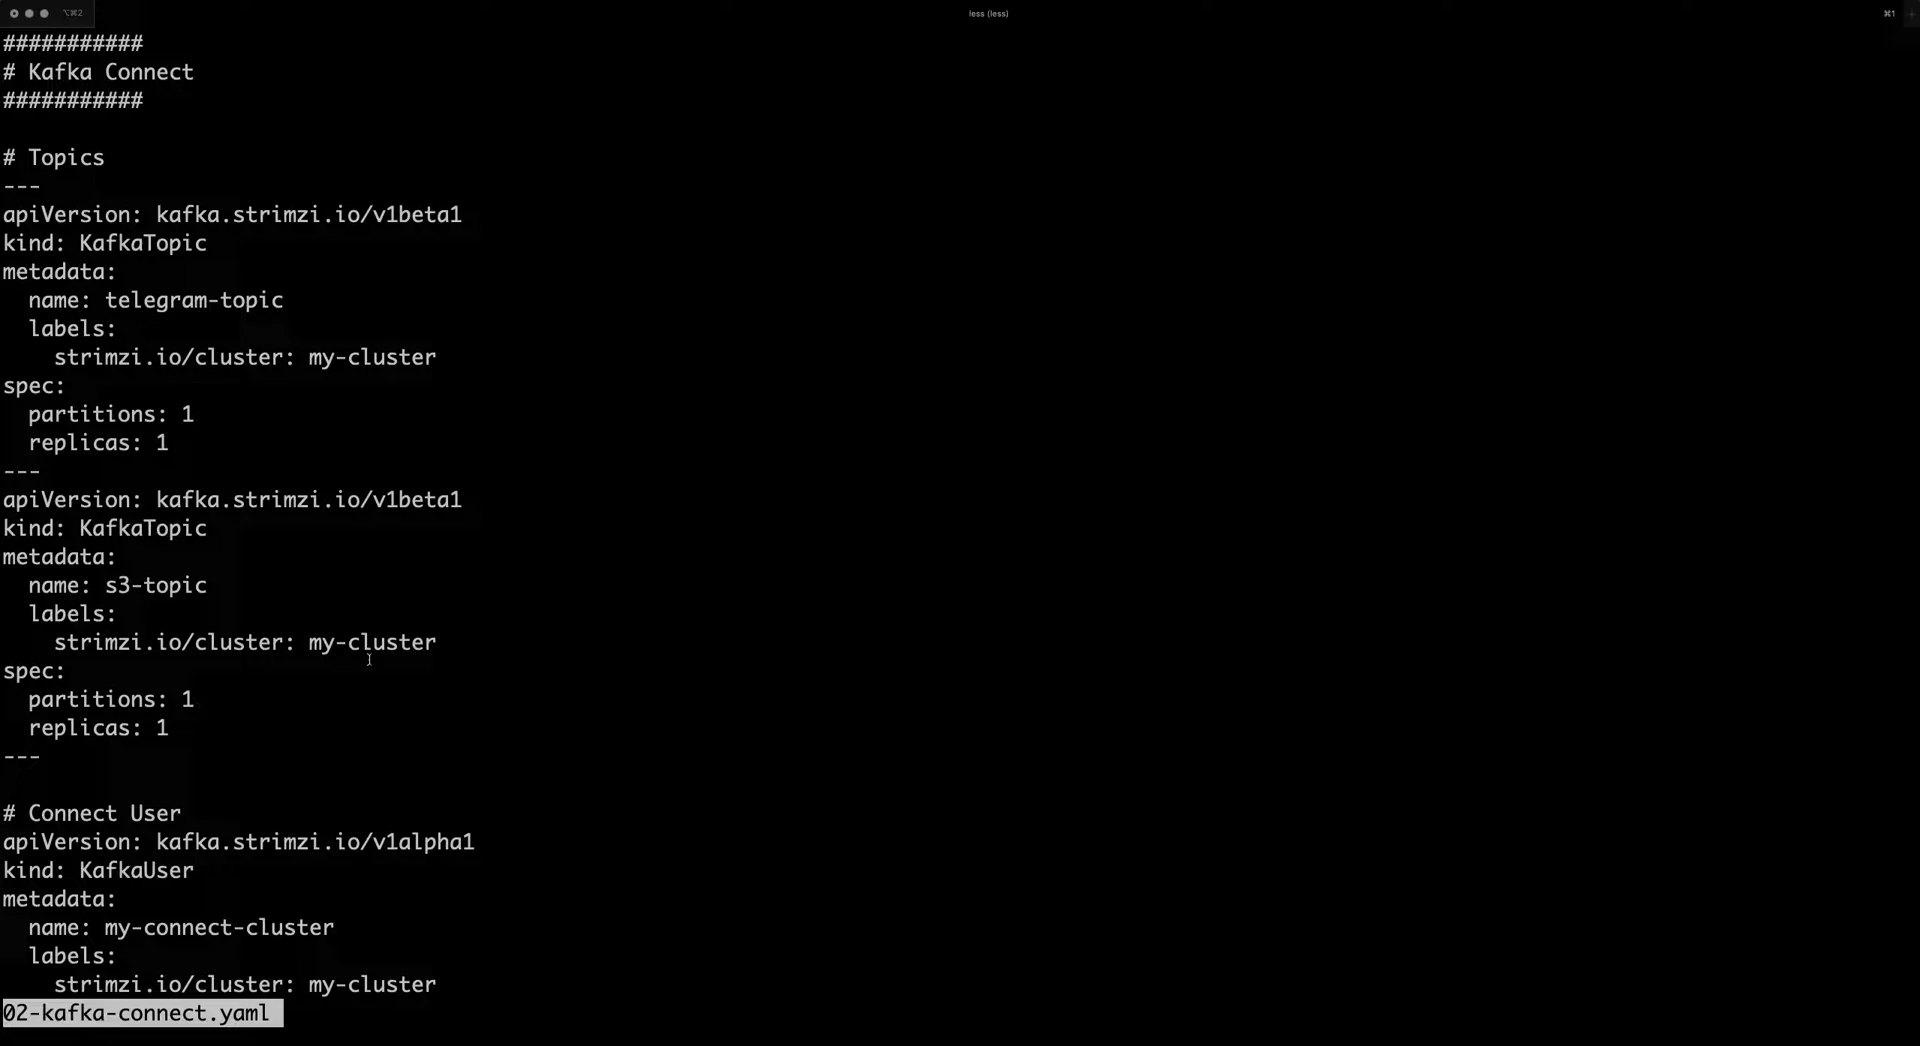 ⌥⌘2
less (less)
⌘1
###########
# Kafka Connect
###########
# Topics
---
apiVersion: kafka.strimzi.io/v1beta1
kind: KafkaTopic
metadata:
  name: telegram-topic
  labels:
    strimzi.io/cluster: my-cluster
spec:
  partitions: 1
  replicas: 1
---
apiVersion: kafka.strimzi.io/v1beta1
kind: KafkaTopic
metadata:
  name: s3-topic
  labels:
    strimzi.io/cluster: my-cluster
spec:
  partitions: 1
  replicas: 1
---
# Connect User
apiVersion: kafka.strimzi.io/v1alpha1
kind: KafkaUser
metadata:
  name: my-connect-cluster
  labels:
    strimzi.io/cluster: my-cluster
02-kafka-connect.yaml